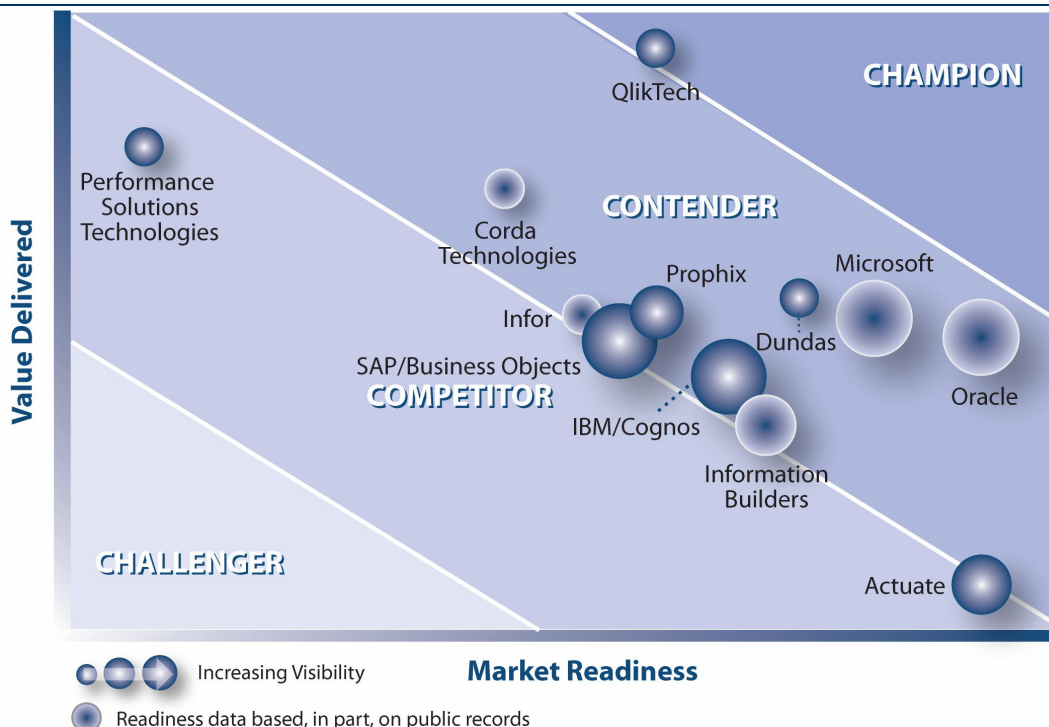 CHAMPION
QlikTech
Performance
Solutions
Technologies
CONTENDER
Corda
Technologies
Microsoft
Prophix
Infor
Dundas
SAP/Business Objects
COMPETITOR
Oracle
IBM/Cognos
Information
Builders
CHALLENGER
Actuate
Value Delivered
Market Readiness
Increasing Visibility
Readiness data based, in part, on public records